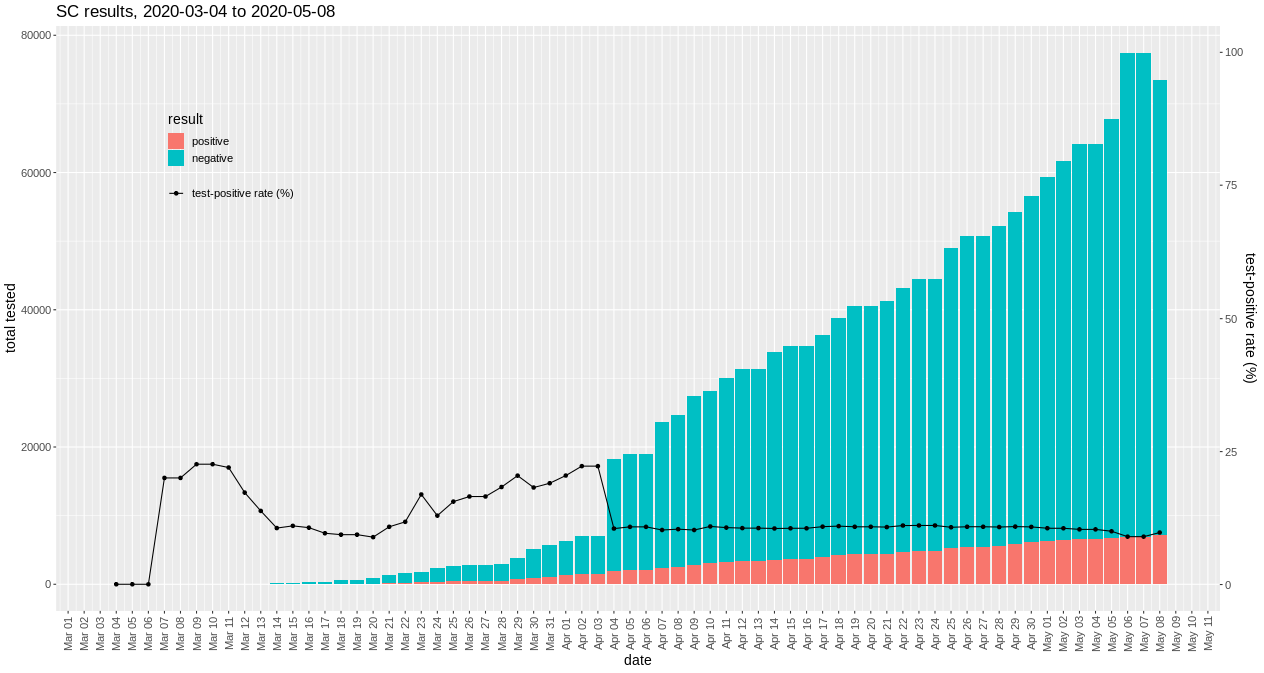 SC results, 2020-03-04 to 2020-05-08
80000
60000
40000
20000
0
total tested
result
positive
negative
test-positive rate (%)
100
75
50
25
0
test-positive rate (%)
Mar 01
Mar 02
Mar 03
Mar 04
Mar 05
Mar 06
Mar 07
Mar 08
Mar 09
Mar 10
Mar 11
Mar 12
Mar 13
Mar 14
Mar 15
Mar 16
Mar 17
Mar 18
Mar 19
Mar 20
Mar 21
Mar 22
Mar 23
Mar 24
Mar 25
Mar 26
Mar 27
Mar 28
Mar 29
Mar 30
Mar 31
Apr 01
Apr 02
Apr 03
Apr 04
Apr 05
Apr 06
Apr 07
Apr 08
Apr 09
Apr 10
Apr 11
Apr 12
Apr 13
Apr 14
Apr 15
Apr 16
Apr 17
Apr 18
Apr 19
Apr 20
Apr 21
Apr 22
Apr 23
Apr 24
Apr 25
Apr 26
Apr 27
Apr 28
Apr 29
Apr 30
May 01
May 02
May 03
May 04
May 05
May 06
May 07
May 08
May 09
May 10
May 11
date